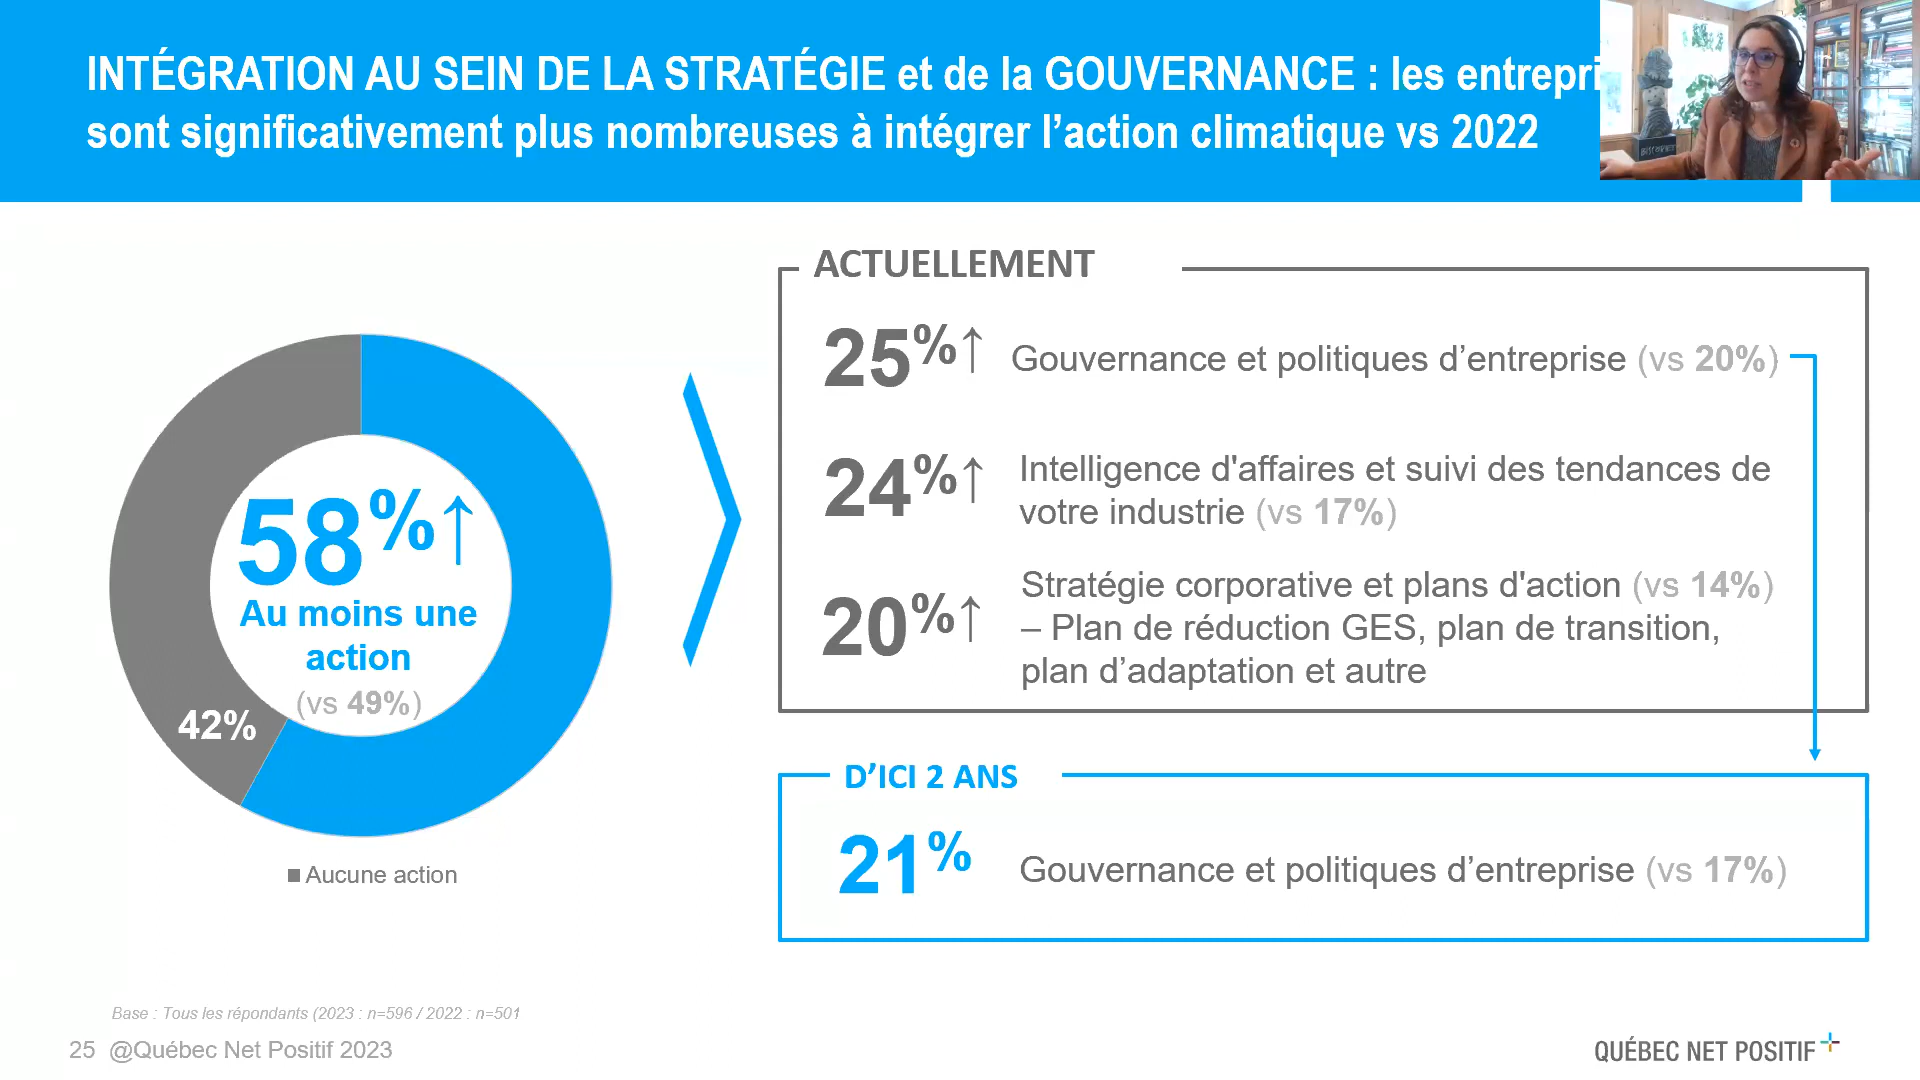 INTÉGRATION AU SEIN DE LA STRATÉGIE et de la GOUVERNANCE : les entrepri
sont significativement plus nombreuses à intégrer l’action climatique vs 2022
58%↑
Au moins une
action
(vs 49%)
42%
■ Aucune action
ACTUELLEMENT
25%↑ Gouvernance et politiques d’entreprise (vs 20%)
24%↑ Intelligence d'affaires et suivi des tendances de
votre industrie (vs 17%)
20%↑ Stratégie corporative et plans d'action (vs 14%)
– Plan de réduction GES, plan de transition,
plan d’adaptation et autre
D’ICI 2 ANS
21% Gouvernance et politiques d’entreprise (vs 17%)
Base : Tous les répondants (2023 : n=596 / 2022 : n=501
25 @Québec Net Positif 2023
QUÉBEC NET POSITIF